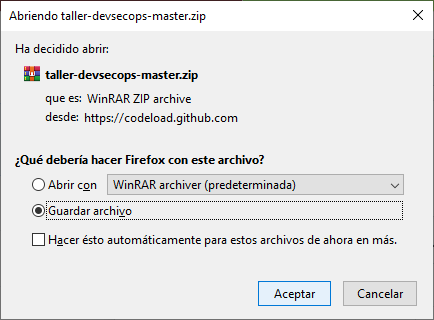 Abriendo taller-devsecops-master.zip
Ha decidido abrir:
taller-devsecops-master.zip
que es: WinRAR ZIP archive
desde: https://codeload.github.com
¿Qué debería hacer Firefox con este archivo?
Abrir con WinRAR archiver (predeterminada)
Guardar archivo
Hacer ésto automáticamente para estos archivos de ahora en más.
Aceptar Cancelar